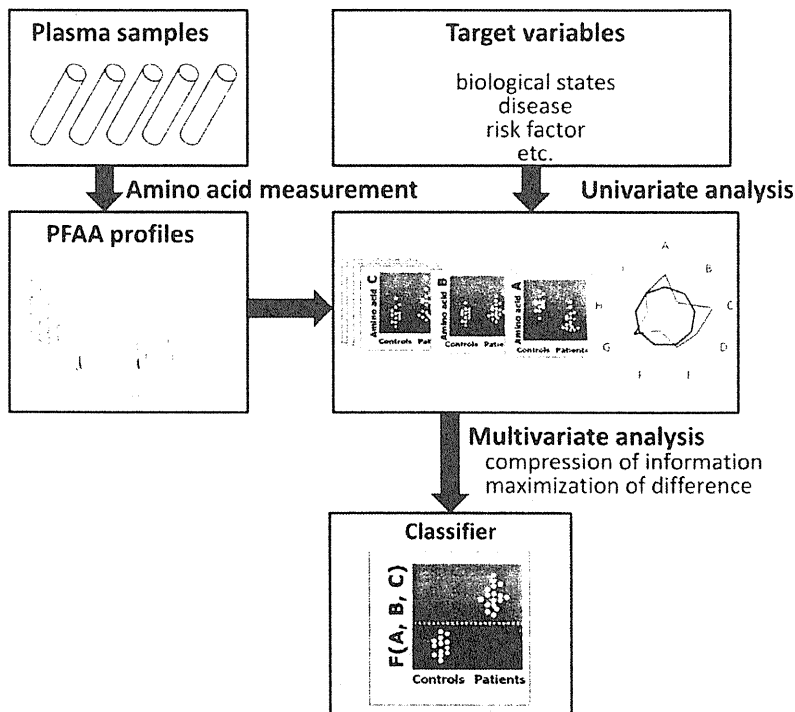 Plasma samples
Target variables
biological states
disease
risk factor
etc.
Amino acid measurement
Univariate analysis
PFAA profiles
Amino acid C
Controls Pat
Amino acid B
Controls Patie
Amino acid A
Controls Patients
A
B
C
D
G
H
Multivariate analysis
compression of information
maximization of difference
Classifier
F(A, B, C)
Controls Patients